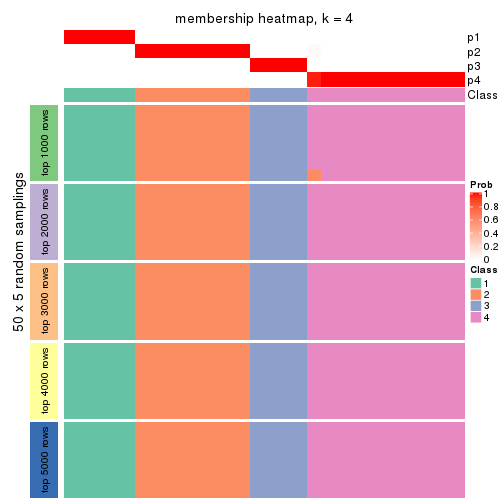 membership heatmap, k = 4
p1
p2
p3
p4
Class
50 x 5 random samplings
top 1000 rows
top 2000 rows
top 3000 rows
top 4000 rows
top 5000 rows
Prob
1
0.8
0.6
0.4
0.2
0
Class
1
2
3
4